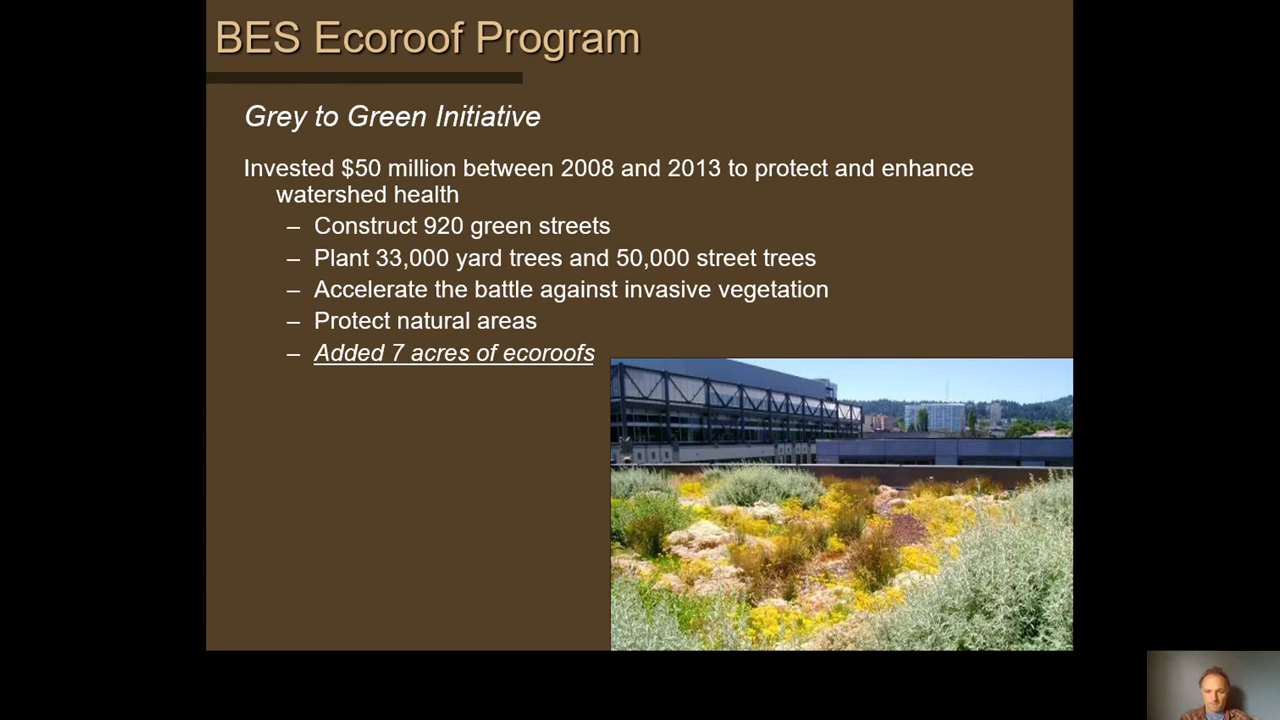 BES Ecoroof Program
Grey to Green Initiative
Invested $50 million between 2008 and 2013 to protect and enhance
watershed health
– Construct 920 green streets
– Plant 33,000 yard trees and 50,000 street trees
– Accelerate the battle against invasive vegetation
– Protect natural areas
– Added 7 acres of ecoroofs